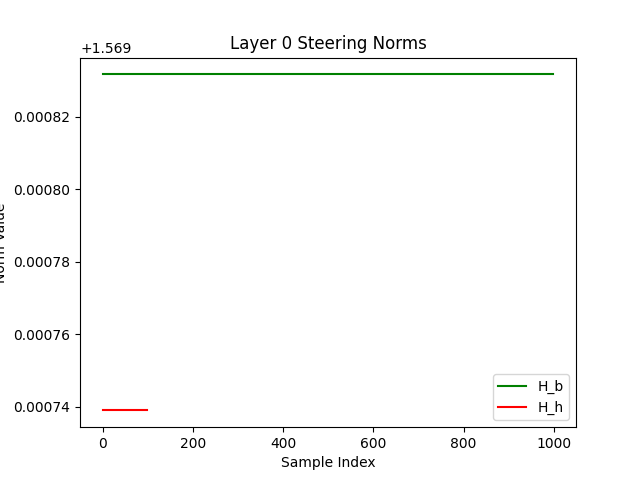 Layer 0 Steering Norms
+1.569
0.00082
0.00080
0.00078
0.00076
0.00074
Norm Value
0
200
400
600
800
1000
Sample Index
H_b
H_h